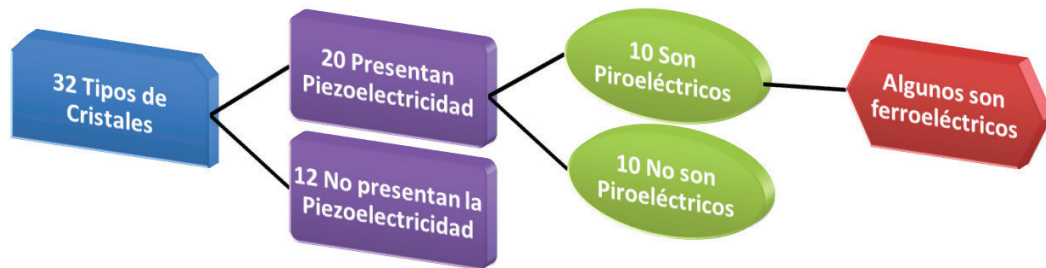 32 Tipos de
Cristales
20 Presentan
Piezoelectricidad
12 No presentan la
Piezoelectricidad
10 Son
Piroeléctricos
10 No son
Piroeléctricos
Algunos son
ferroeléctricos